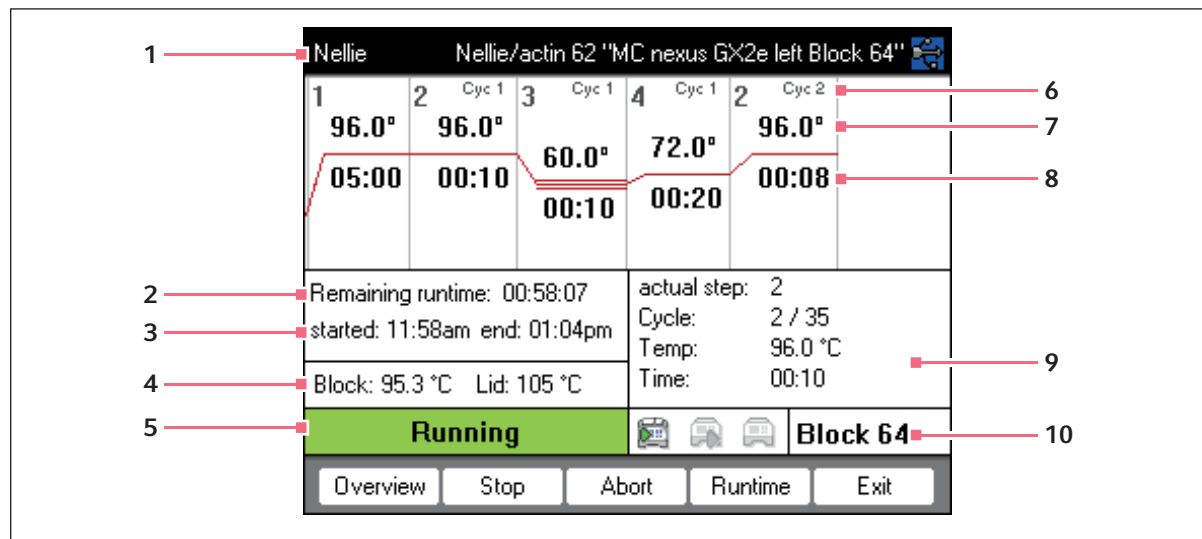 1
Nellie Nellie/actin 62 "MC nexus GX2e left Block 64"
1 2 Cyc 1 3 Cyc 1 4 Cyc 1 2 Cyc 2
6
96.0° 96.0° 60.0° 72.0° 96.0°
7
05:00 00:10 00:10 00:20 00:08
8
2
Remaining runtime: 00:58:07
3
started: 11:58am end: 01:04pm
4
Block: 95.3 °C Lid: 105 °C
actual step: 2
Cycle: 2 / 35
Temp: 96.0 °C
Time: 00:10
9
5
Running
Block 64
10
Overview Stop Abort Runtime Exit